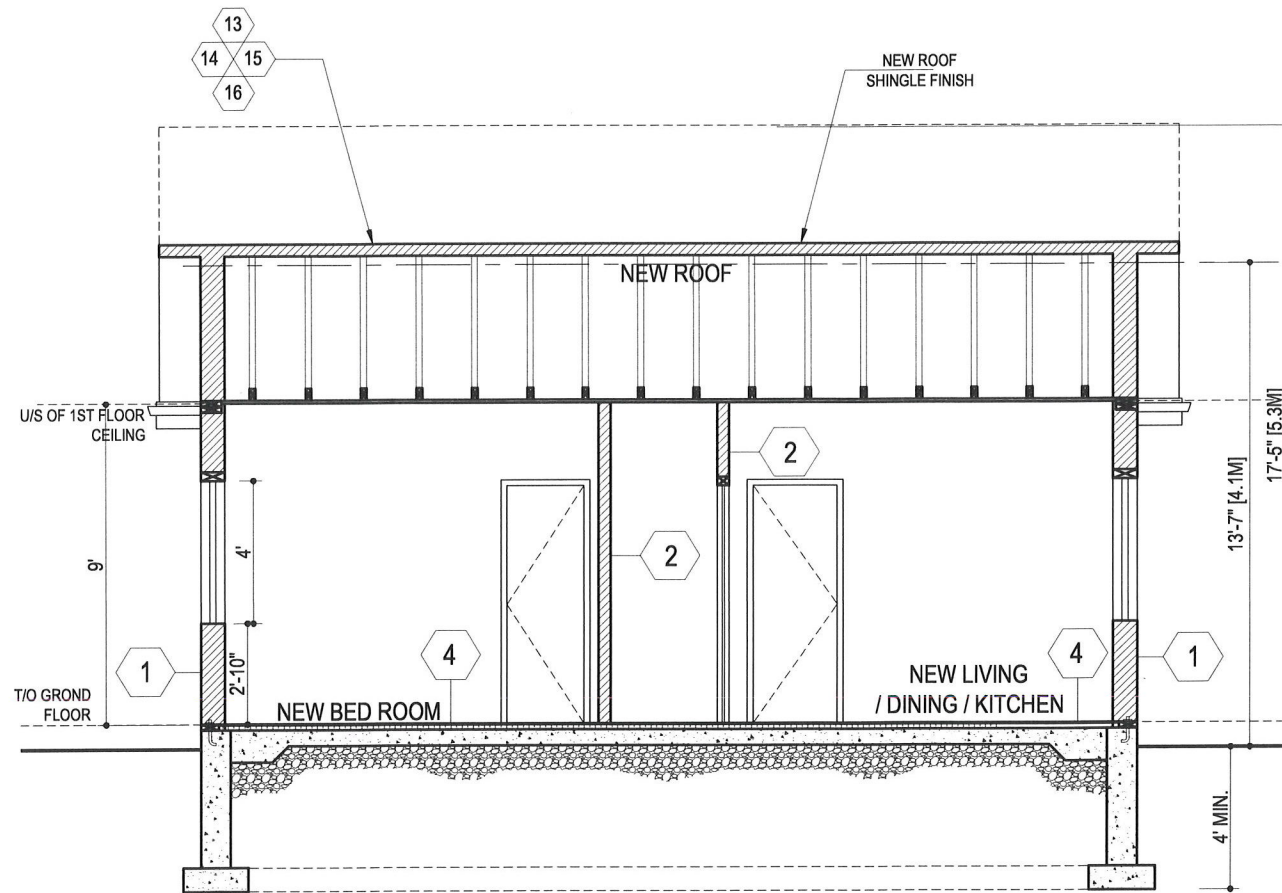 13
14 15
16
NEW ROOF
SHINGLE FINISH
NEW ROOF
U/S OF 1ST FLOOR
CEILING
17'-5" [5.3M]
13'-7" [4.1M]
2
2
9'
4'
2'-10"
1
4
4
1
T/O GROND
FLOOR
NEW BED ROOM
NEW LIVING
/ DINING / KITCHEN
4' MIN.